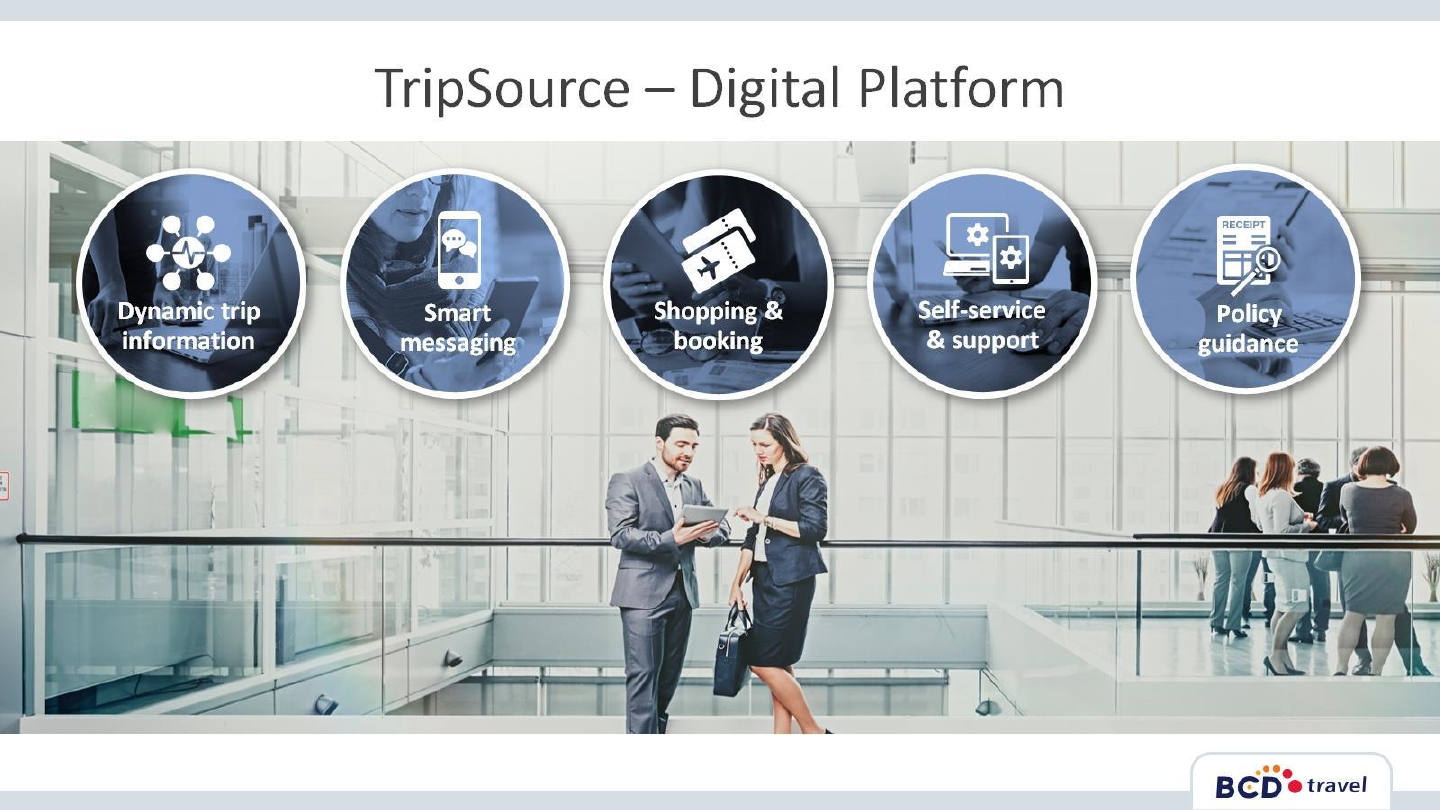 TripSource – Digital Platform
Dynamic trip
information
Smart
messaging
Shopping &
booking
Self-service
& support
RECEIPT
Policy
guidance
BCD travel